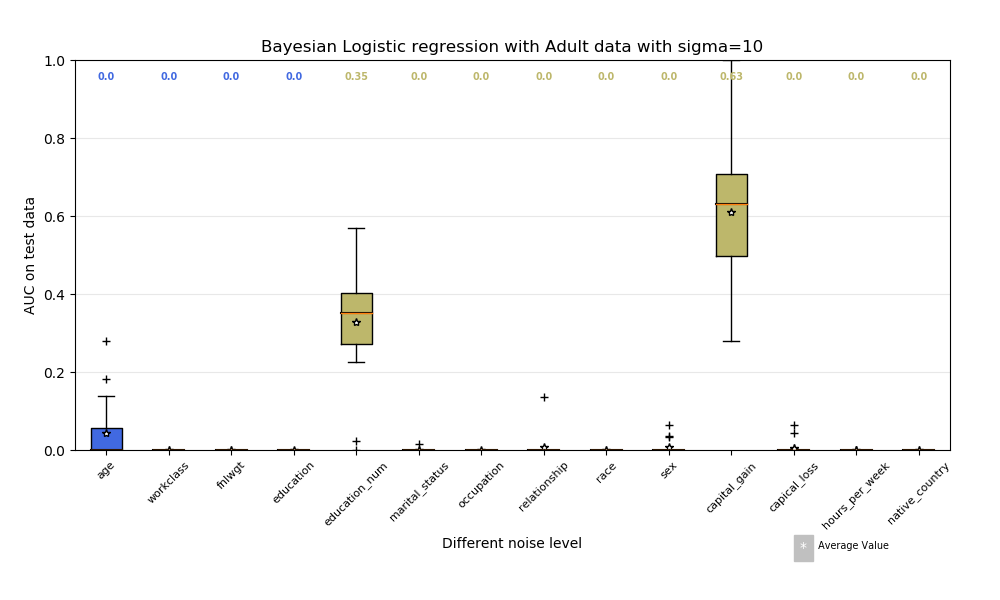 Bayesian Logistic regression with Adult data with sigma=10
1.0
0.0 0.0 0.0 0.0 0.35 0.0 0.0 0.0 0.0 0.0 0.63 0.0 0.0 0.0
0.8
0.6
0.4
0.2
0.0
AUC on test data
age workclass fnlwgt education education_num marital_status occupation relationship race sex capital_gain capical_loss hours_per_week native_country
Different noise level
* Average Value